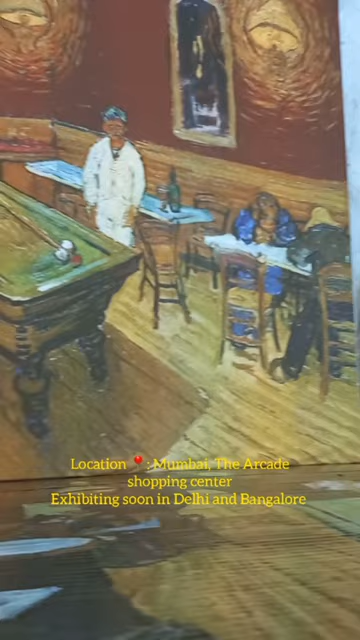 Location 📍: Mumbai, The Arcade
shopping center
Exhibiting soon in Delhi and Bangalore